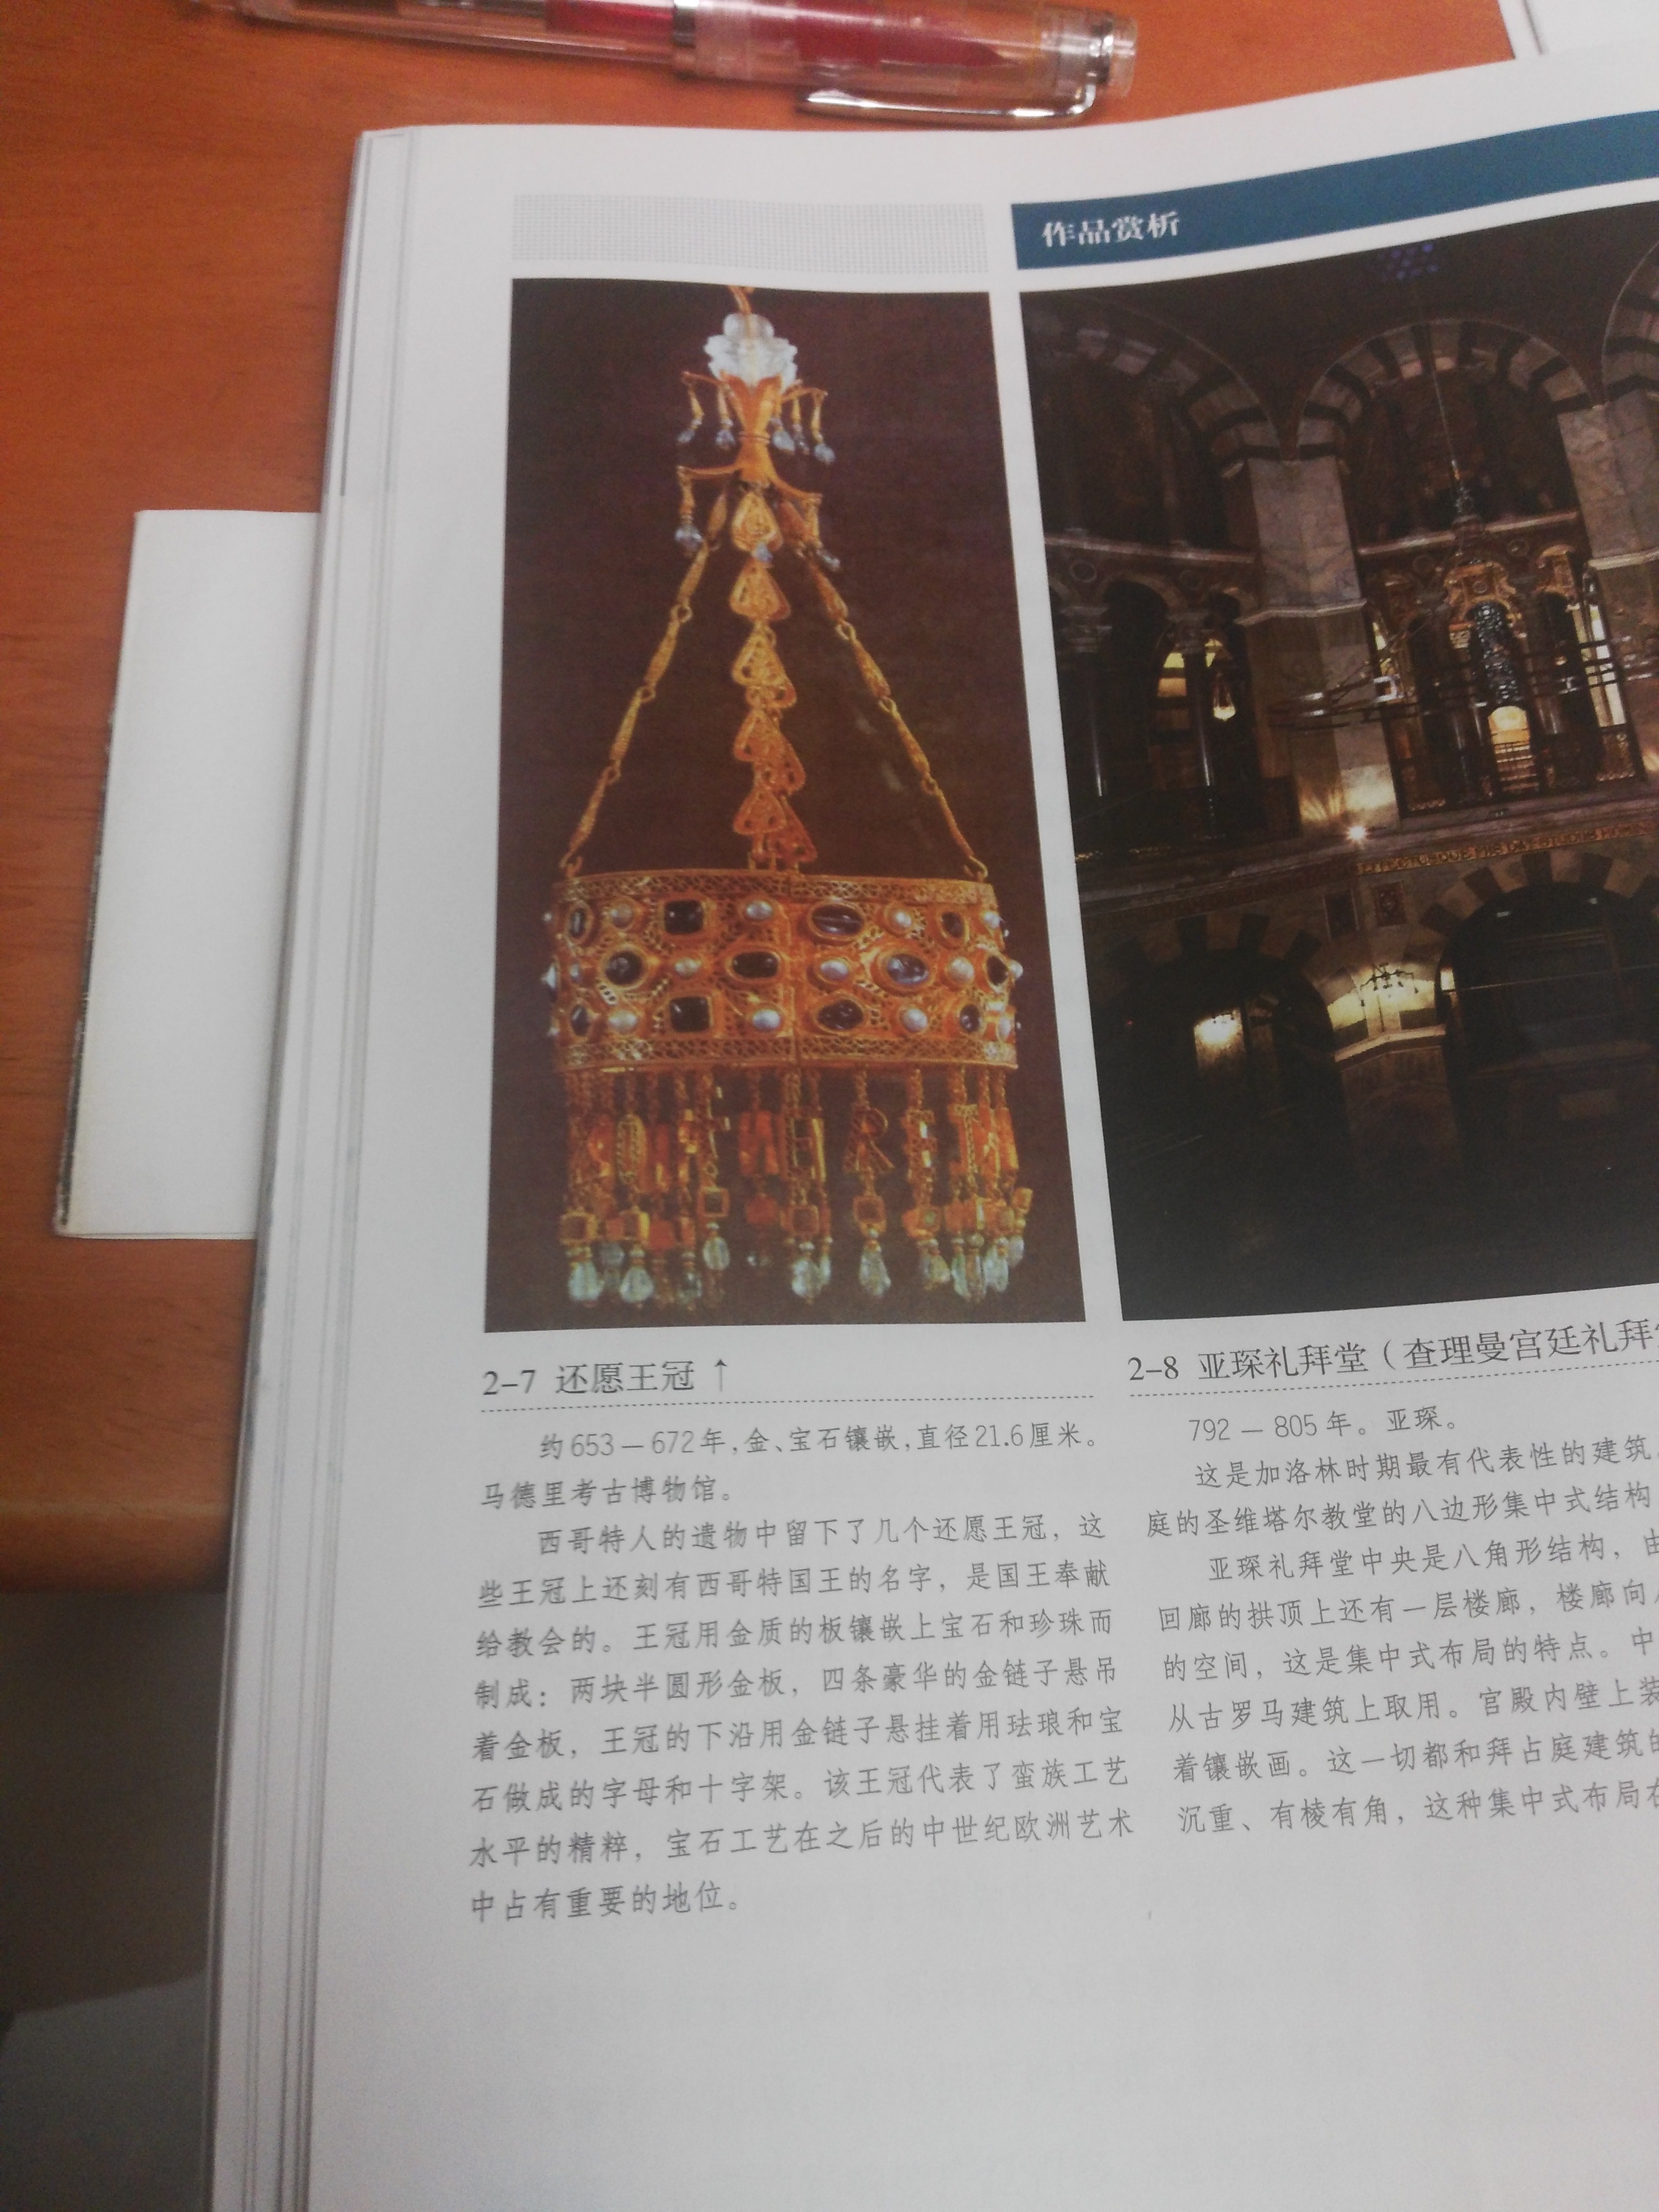 作品赏析
2-7 还愿王冠 ↑
约653—672年,金、宝石镶嵌,直径21.6厘米。
马德里考古博物馆。
西哥特人的遗物中留下了几个还愿王冠，这
些王冠上还刻有西哥特国王的名字，是国王奉献
给教会的。王冠用金质的板镶嵌上宝石和珍珠而
制成：两块半圆形金板，四条豪华的金链子悬吊
着金板，王冠的下沿用金链子悬挂着用珐琅和宝
石做成的字母和十字架。该王冠代表了蛮族工艺
水平的精粹，宝石工艺在之后的中世纪欧洲艺术
中占有重要的地位。
2-8 亚琛礼拜堂（查理曼宫廷礼拜
792—805年。亚琛。
这是加洛林时期最有代表性的建筑
庭的圣维塔尔教堂的八边形集中式结构
亚琛礼拜堂中央是八角形结构，由
回廊的拱顶上还有一层楼廊，楼廊向
的空间，这是集中式布局的特点。中
从古罗马建筑上取用。宫殿内壁上装
着镶嵌画。这一切都和拜占庭建筑的
沉重、有棱有角，这种集中式布局在